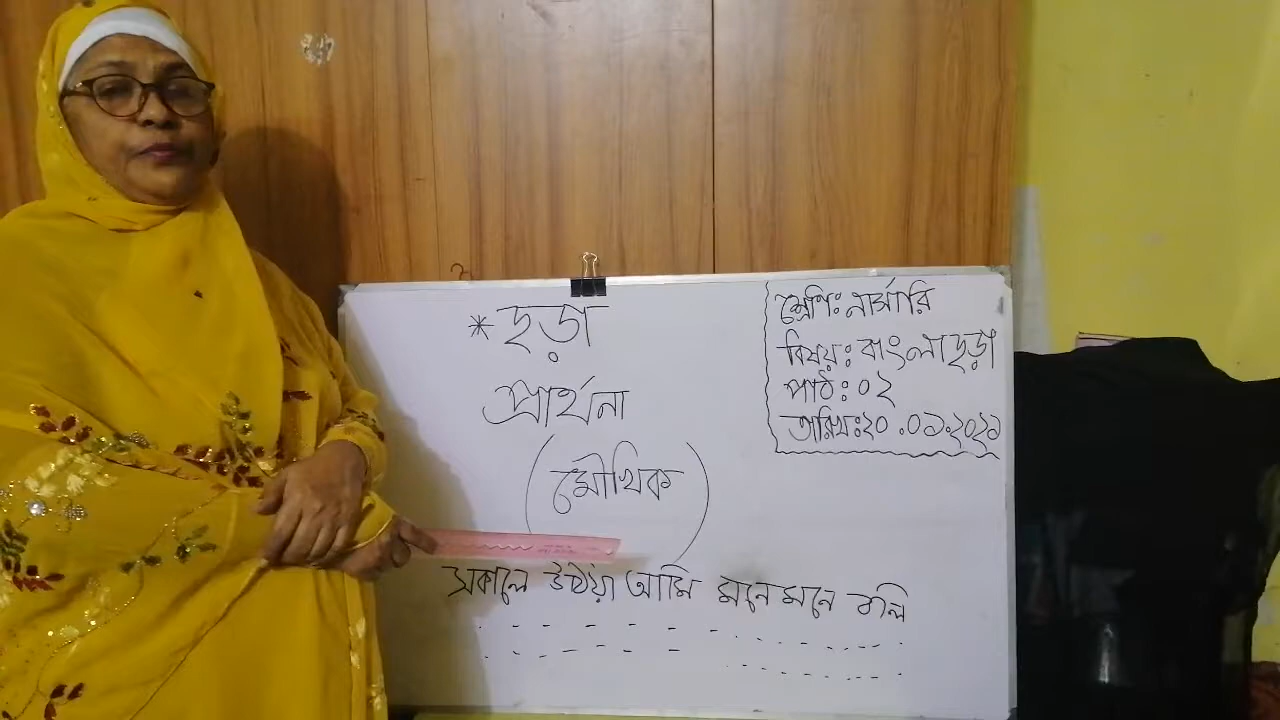 * ছড়া
প্রার্থনা
(মৌখিক)
সকালে উঠিয়া আমি মনে মনে বলি
শ্রেণিঃ নার্সারি
বিষয়ঃ বাংলা ছড়া
পাঠঃ ০২
তারিখঃ ২০.০১.২০২১